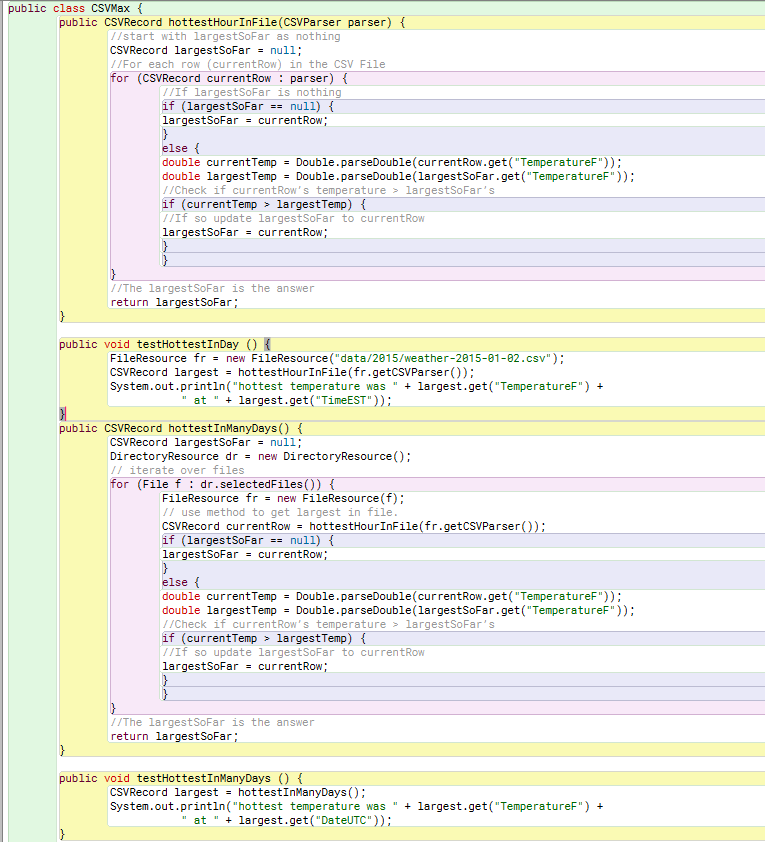 public class CSVMax {
public CSVRecord hottestHourInFile(CSVParser parser) {
//start with largestSoFar as nothing
CSVRecord largestSoFar = null;
//For each row (currentRow) in the CSV File
for (CSVRecord currentRow : parser) {
//If largestSoFar is nothing
if (largestSoFar == null) {
largestSoFar = currentRow;
}
else {
double currentTemp = Double.parseDouble(currentRow.get("TemperatureF"));
double largestTemp = Double.parseDouble(largestSoFar.get("TemperatureF"));
//Check if currentRow's temperature > largestSoFar's
if (currentTemp > largestTemp) {
//If so update largestSoFar to currentRow
largestSoFar = currentRow;
}
}
}
//The largestSoFar is the answer
return largestSoFar;
}
public void testHottestInDay () {
FileResource fr = new FileResource("data/2015/weather-2015-01-02.csv");
CSVRecord largest = hottestHourInFile(fr.getCSVParser());
System.out.println("hottest temperature was " + largest.get("TemperatureF") +
" at " + largest.get("TimeEST"));
}
public CSVRecord hottestInManyDays() {
CSVRecord largestSoFar = null;
DirectoryResource dr = new DirectoryResource();
// iterate over files
for (File f : dr.selectedFiles()) {
FileResource fr = new FileResource(f);
// use method to get largest in file.
CSVRecord currentRow = hottestHourInFile(fr.getCSVParser());
if (largestSoFar == null) {
largestSoFar = currentRow;
}
else {
double currentTemp = Double.parseDouble(currentRow.get("TemperatureF"));
double largestTemp = Double.parseDouble(largestSoFar.get("TemperatureF"));
//Check if currentRow's temperature > largestSoFar's
if (currentTemp > largestTemp) {
//If so update largestSoFar to currentRow
largestSoFar = currentRow;
}
}
}
//The largestSoFar is the answer
return largestSoFar;
}
public void testHottestInManyDays () {
CSVRecord largest = hottestInManyDays();
System.out.println("hottest temperature was " + largest.get("TemperatureF") +
" at " + largest.get("DateUTC"));
}